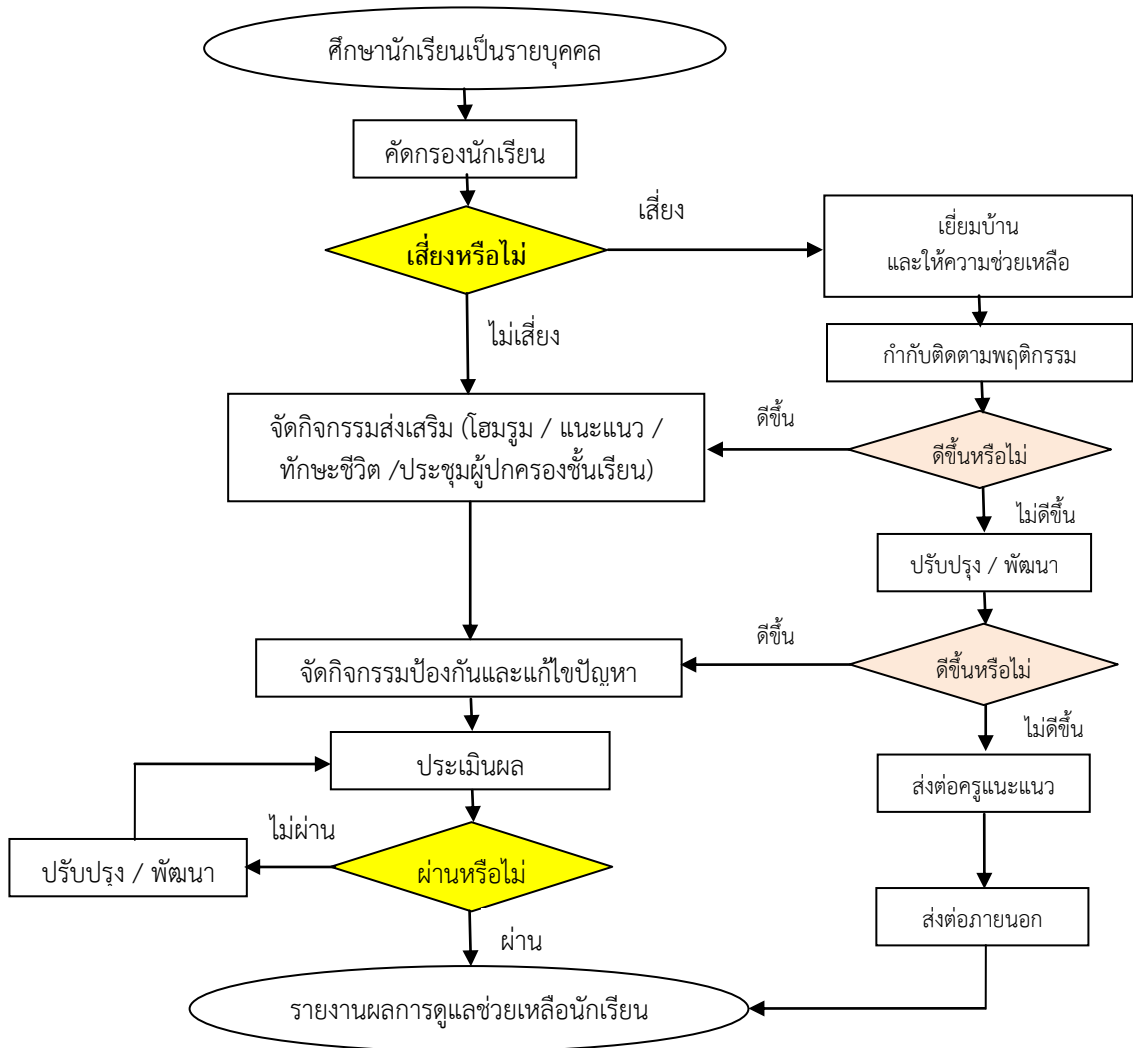 ศึกษานักเรียนเป็นรายบุคคล
คัดกรองนักเรียน
เสี่ยงหรือไม่
เสี่ยง
เยี่ยมบ้าน
และให้ความช่วยเหลือ
ไม่เสี่ยง
กำกับติดตามพฤติกรรม
จัดกิจกรรมส่งเสริม (โฮมรูม / แนะแนว /
ทักษะชีวิต /ประชุมผู้ปกครองชั้นเรียน)
ดีขึ้น
ดีขึ้นหรือไม่
ไม่ดีขึ้น
ปรับปรุง / พัฒนา
จัดกิจกรรมป้องกันและแก้ไขปัญหา
ดีขึ้น
ดีขึ้นหรือไม่
ไม่ดีขึ้น
ประเมินผล
ส่งต่อครูแนะแนว
ไม่ผ่าน
ปรับปรุง / พัฒนา
ผ่านหรือไม่
ส่งต่อภายนอก
ผ่าน
รายงานผลการดูแลช่วยเหลือนักเรียน